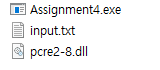 Assignment4.exe
input.txt
pcre2-8.dll